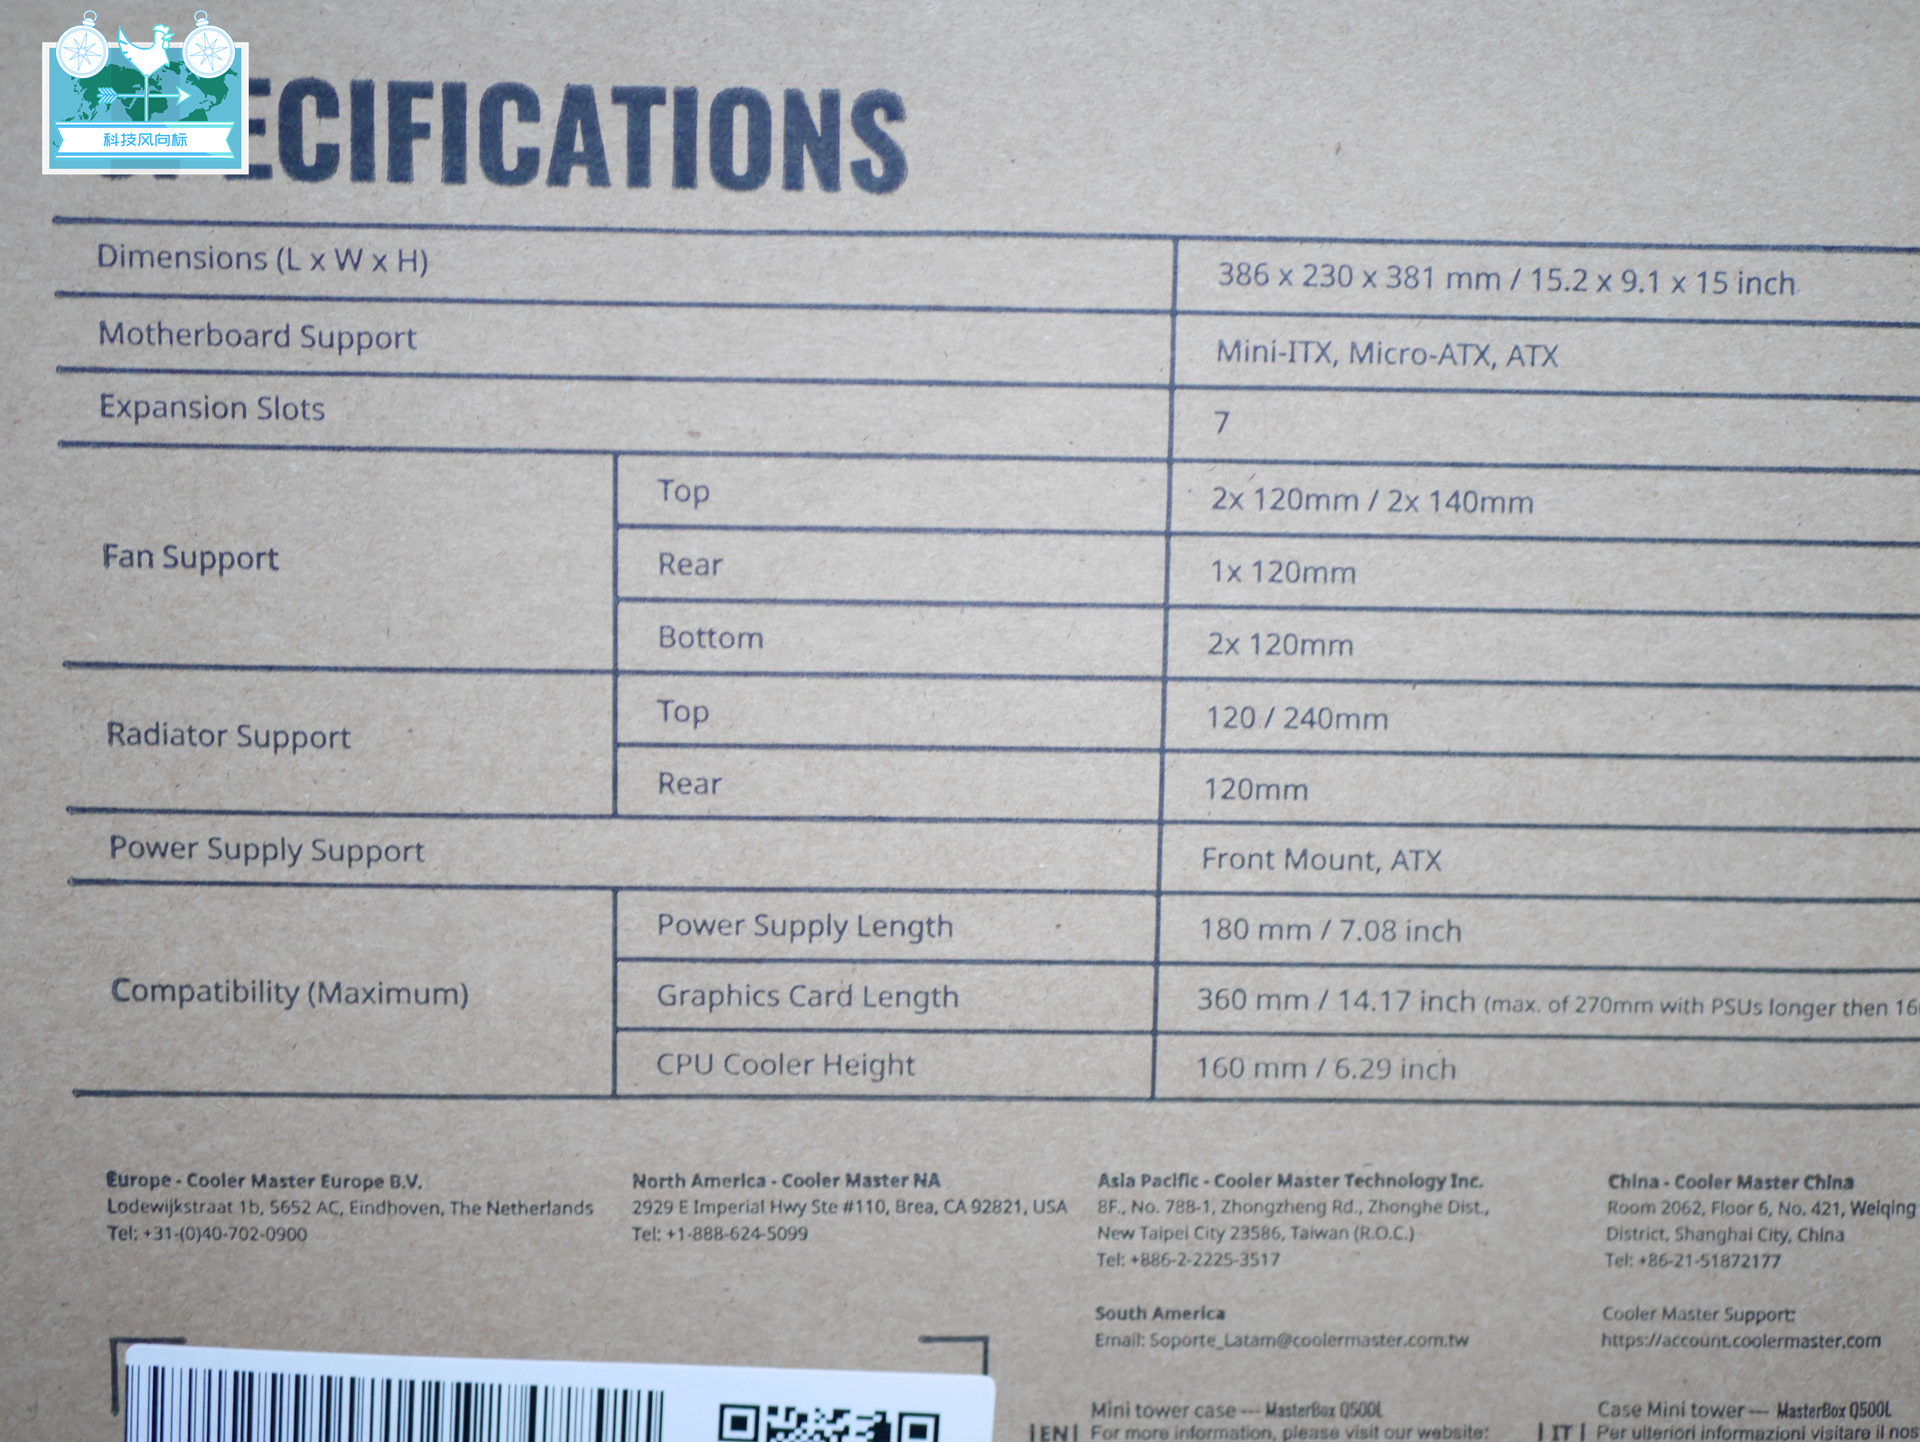 科技风向标
SPECIFICATIONS
Dimensions (L x W x H)
386 x 230 x 381 mm / 15.2 x 9.1 x 15 inch
Motherboard Support
Mini-ITX, Micro-ATX, ATX
Expansion Slots
7
Fan Support
Top
2x 120mm / 2x 140mm
Rear
1x 120mm
Bottom
2x 120mm
Radiator Support
Top
120 / 240mm
Rear
120mm
Power Supply Support
Front Mount, ATX
Compatibility (Maximum)
Power Supply Length
180 mm / 7.08 inch
Graphics Card Length
360 mm / 14.17 inch (max. of 270mm with PSUs longer then 16
CPU Cooler Height
160 mm / 6.29 inch
Europe - Cooler Master Europe B.V.
Lodewijkstraat 1b, 5652 AC, Eindhoven, The Netherlands
Tel: +31-(0)40-702-0900
North America - Cooler Master NA
2929 E Imperial Hwy Ste #110, Brea, CA 92821, USA
Tel: +1-888-624-5099
Asia Pacific - Cooler Master Technology Inc.
8F., No. 788-1, Zhongzheng Rd., Zhonghe Dist.,
New Taipei City 23586, Taiwan (R.O.C.)
Tel: +886-2-2225-3517
China - Cooler Master China
Room 2062, Floor 6, No. 421, Weiqing
District, Shanghai City, China
Tel: +86-21-51872177
South America
Email: Soporte_Latam@coolermaster.com.tw
Cooler Master Support:
https://account.coolermaster.com
Mini tower case — MasterBox Q500L
| EN | For more information, please visit our website:
Case Mini tower — MasterBox Q500L
| IT | Per ulteriori informazioni visitare il nos